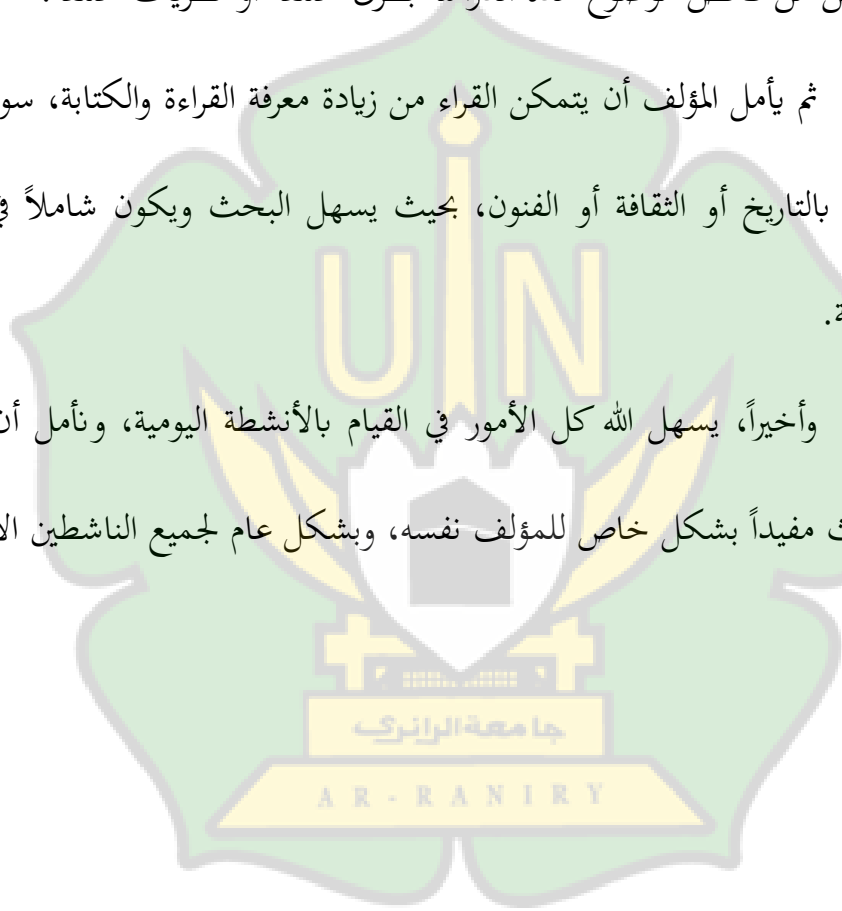 ثم يأمل المؤلف أن يتمكن القراء من زيادة معرفة القراءة والكتابة، سو
بالتاريخ أو الثقافة أو الفنون، بحيث يسهل البحث ويكون شاملاً في
ة.
وأخيراً، يسهل الله كل الأمور في القيام بالأنشطة اليومية، ونأمل أن
ث مفيداً بشكل خاص للمؤلف نفسه، وبشكل عام لجميع الناشطين الا
UIN
جامعة الرانري
AR-RANIRY